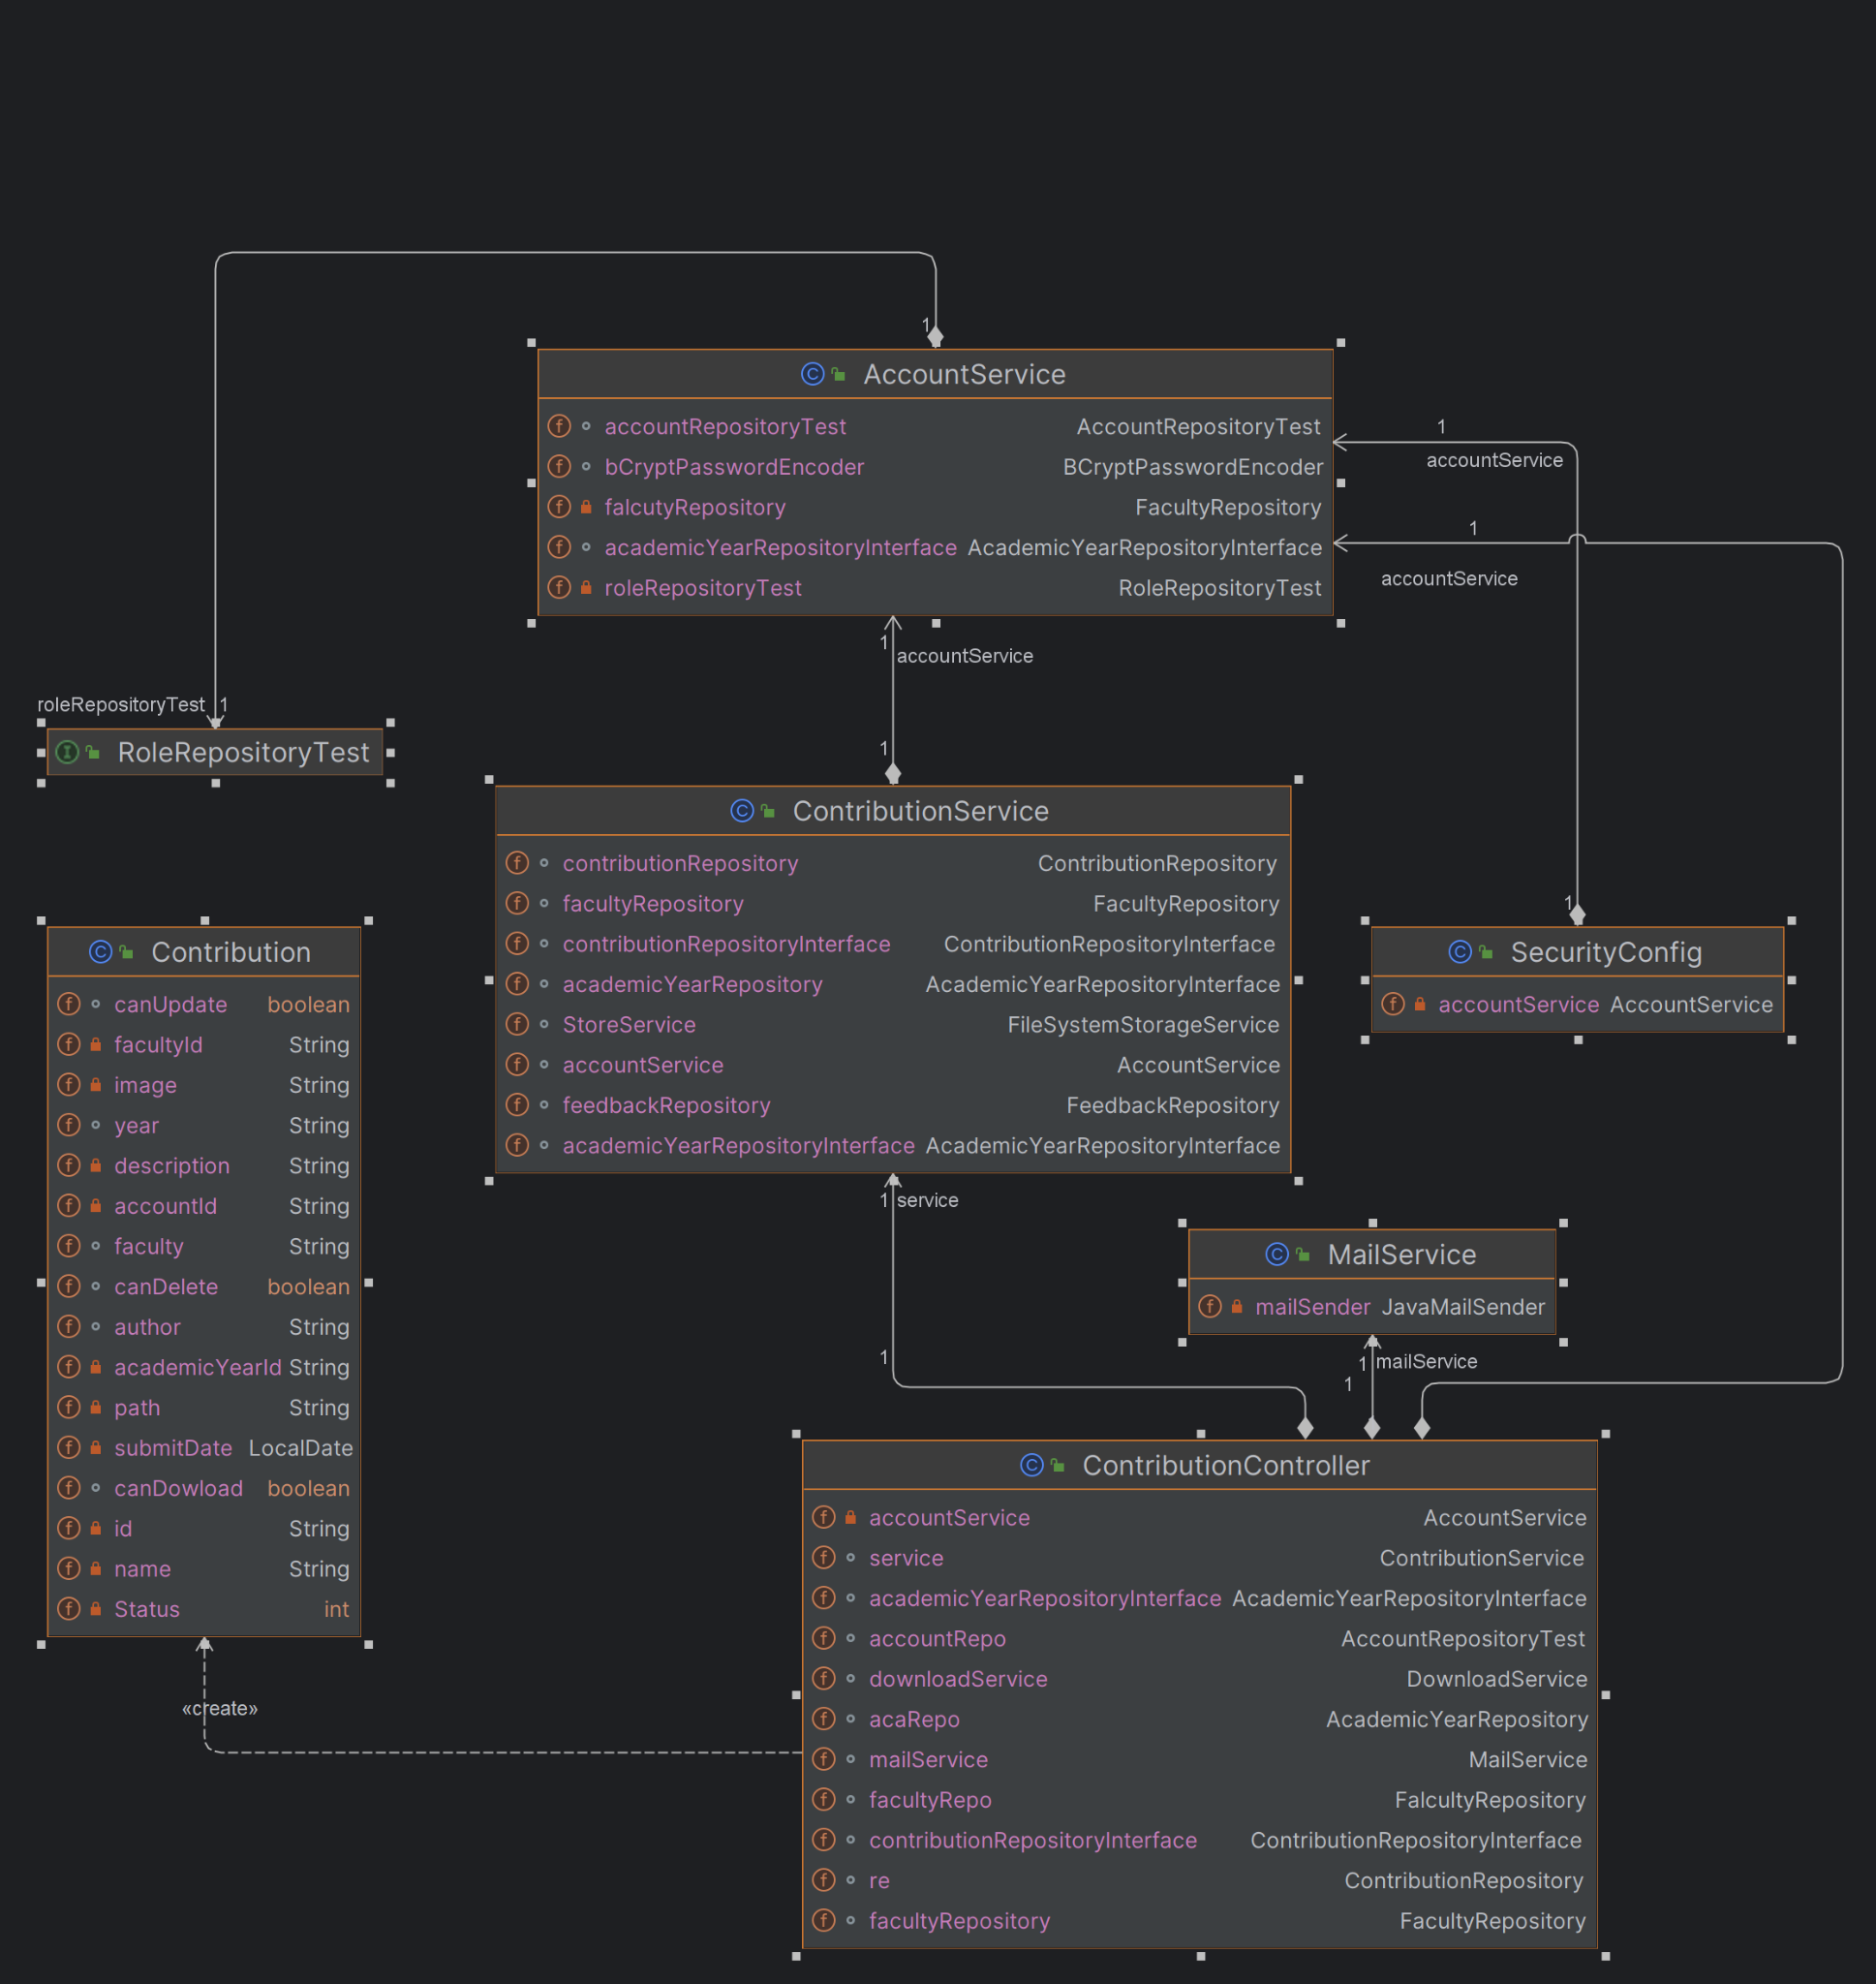 1
AccountService
accountRepositoryTest AccountRepositoryTest
bCryptPasswordEncoder BCryptPasswordEncoder
falcutyRepository FacultyRepository
academicYearRepositoryInterface AcademicYearRepositoryInterface
roleRepositoryTest RoleRepositoryTest
1
accountService
1
accountService
1
accountService
roleRepositoryTest 1
RoleRepositoryTest
1
ContributionService
contributionRepository ContributionRepository
facultyRepository FacultyRepository
contributionRepositoryInterface ContributionRepositoryInterface
academicYearRepository AcademicYearRepositoryInterface
StoreService FileSystemStorageService
accountService AccountService
feedbackRepository FeedbackRepository
academicYearRepositoryInterface AcademicYearRepositoryInterface
1 service
1
Contribution
canUpdate boolean
facultyId String
image String
year String
description String
accountId String
faculty String
canDelete boolean
author String
academicYearId String
path String
submitDate LocalDate
canDowload boolean
id String
name String
Status int
«create»
1
SecurityConfig
accountService AccountService
MailService
mailSender JavaMailSender
1 mailService
1
ContributionController
accountService AccountService
service ContributionService
academicYearRepositoryInterface AcademicYearRepositoryInterface
accountRepo AccountRepositoryTest
downloadService DownloadService
acaRepo AcademicYearRepository
mailService MailService
facultyRepo FalcultyRepository
contributionRepositoryInterface ContributionRepositoryInterface
re ContributionRepository
facultyRepository FacultyRepository